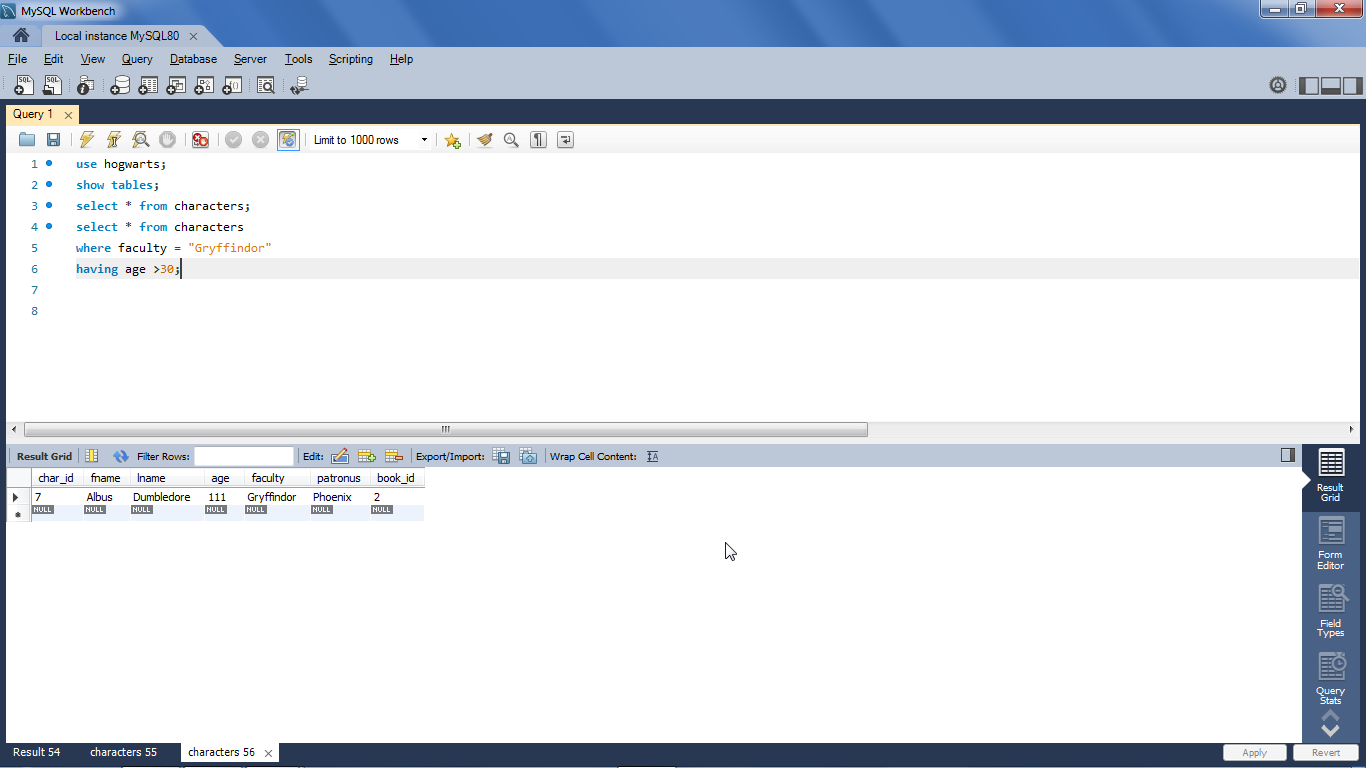 MySQL Workbench
Local instance MySQL80
File Edit View Query Database Server Tools Scripting Help
Query 1
Limit to 1000 rows
1 use hogwarts;
2 show tables;
3 select * from characters;
4 select * from characters
5 where faculty = "Gryffindor"
6 having age >30;
7
8
Result Grid Filter Rows: Edit: Export/Import: Wrap Cell Content: IA
char_id fname lname age faculty patronus book_id
7 Albus Dumbledore 111 Gryffindor Phoenix 2
NULL NULL NULL NULL NULL NULL NULL
Result
Grid
Form
Editor
Field
Types
Query
Stats
Result 54 characters 55 characters 56 Apply Revert